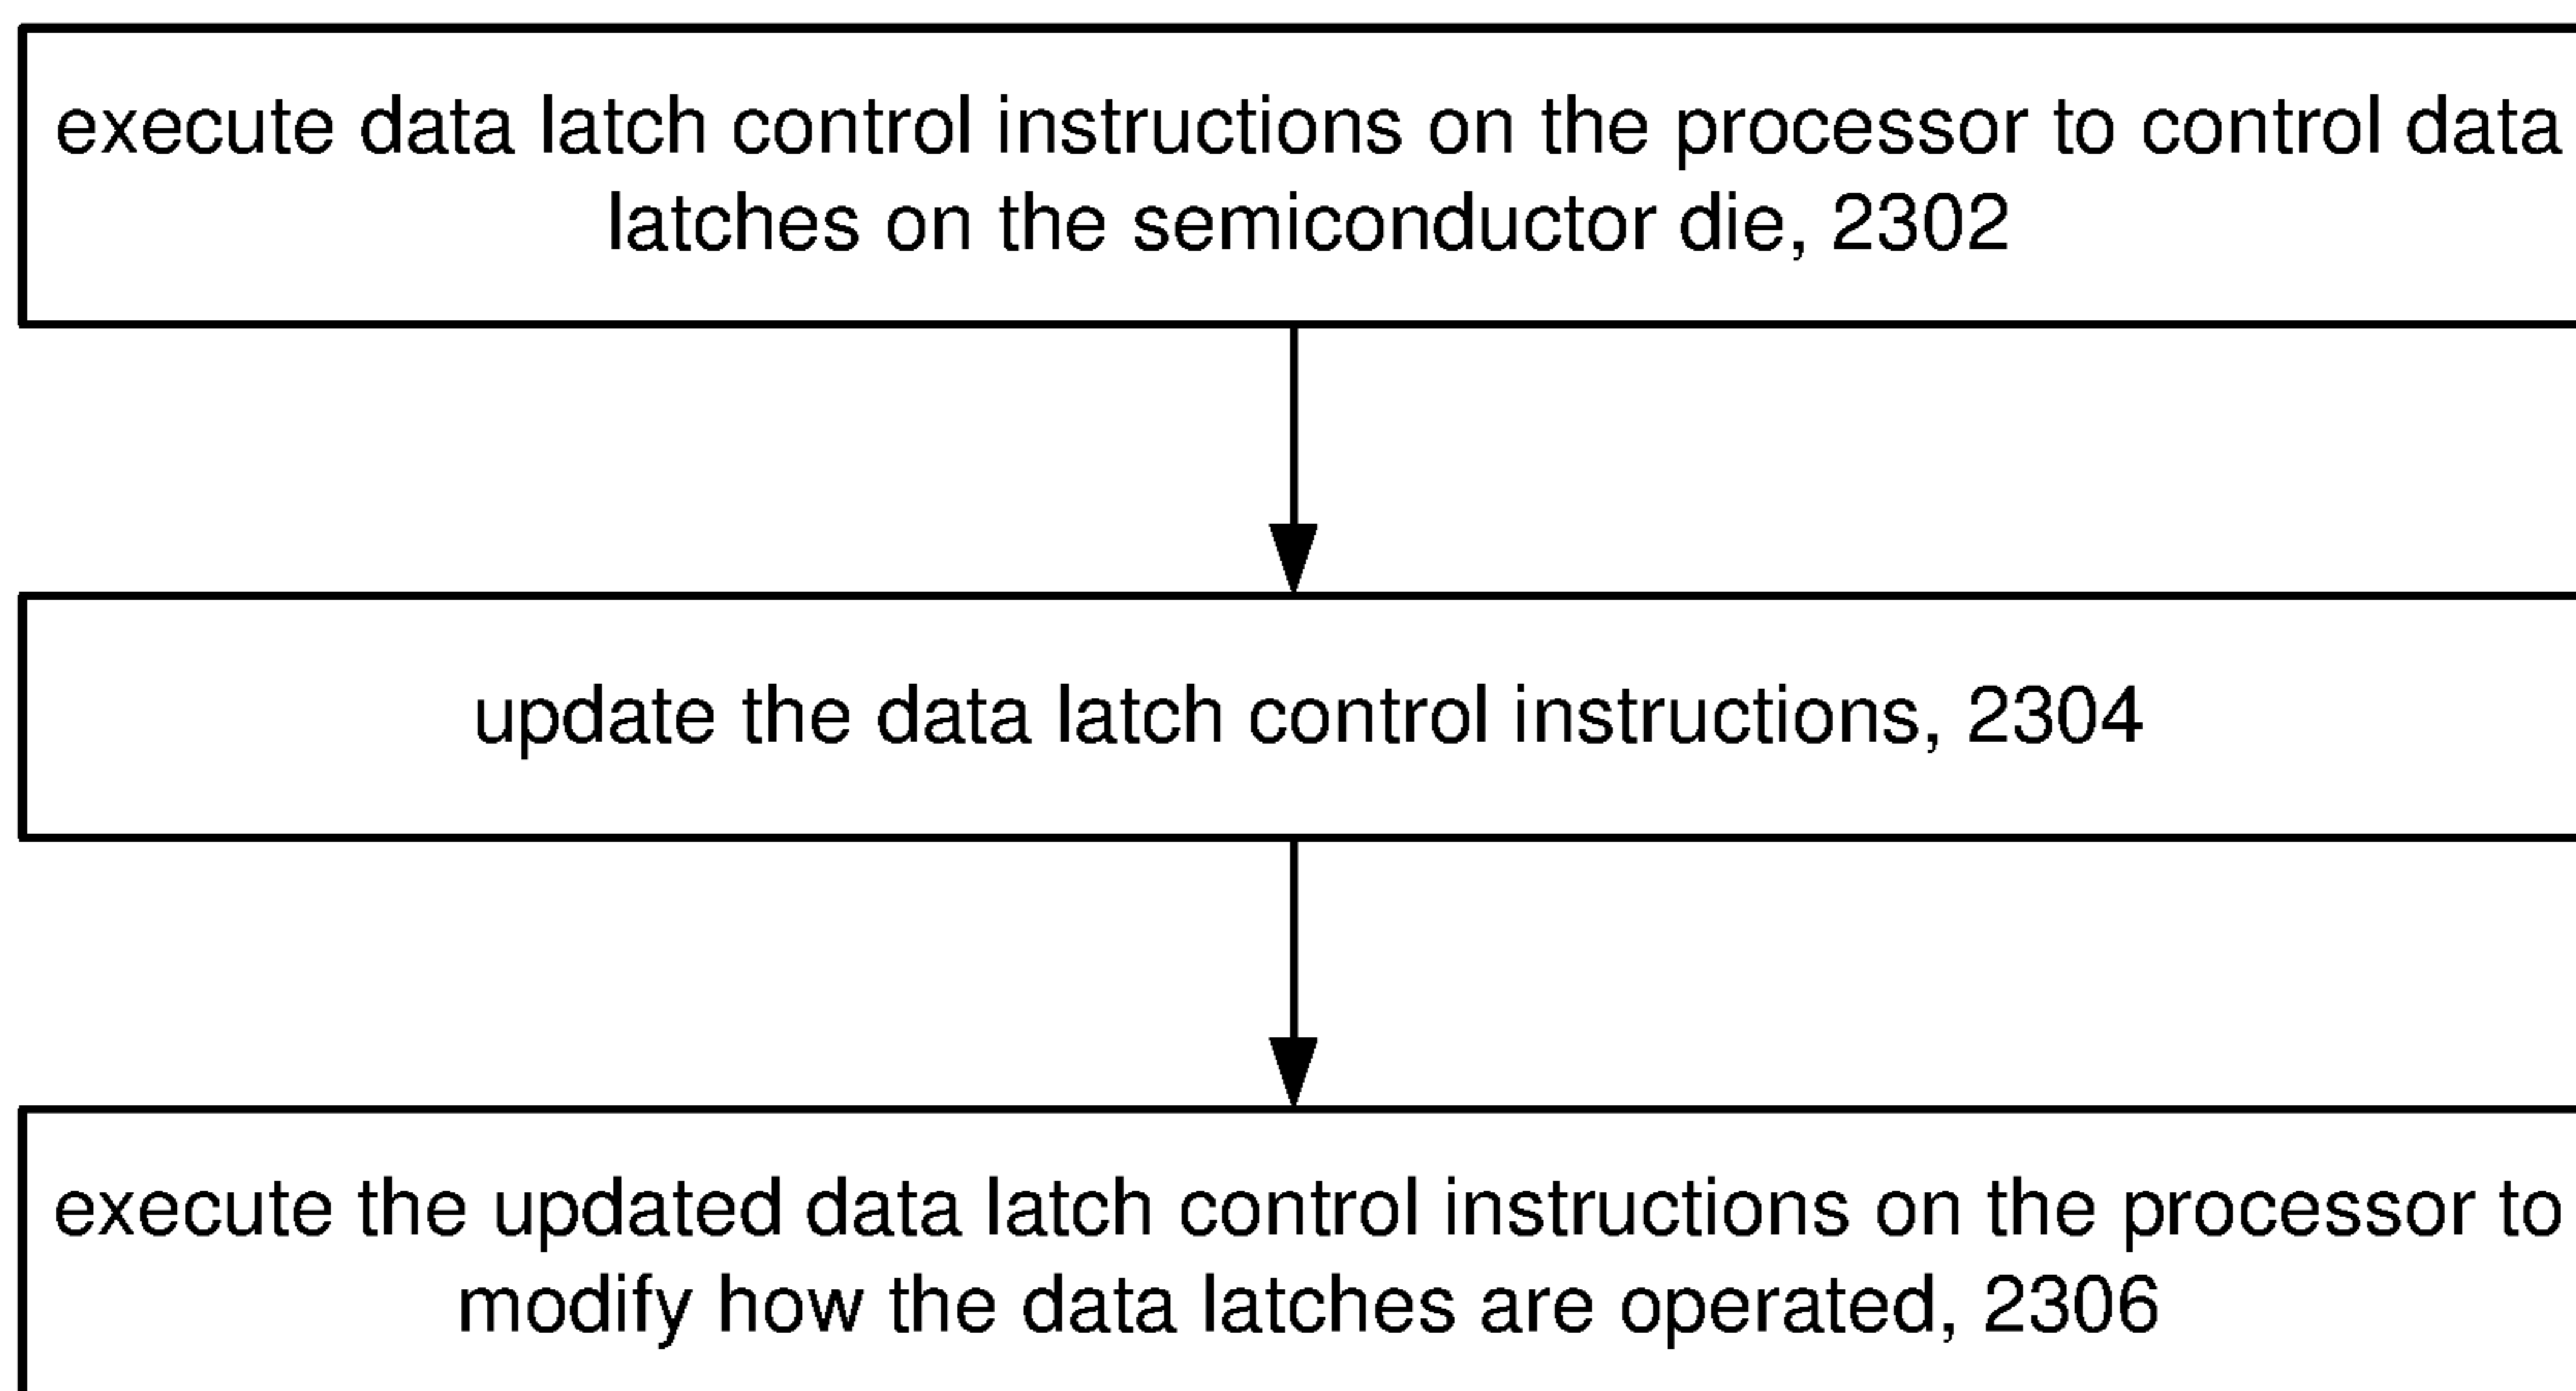 execute data latch control instructions on the processor to control data
latches on the semiconductor die, 2302
update the data latch control instructions, 2304
execute the updated data latch control instructions on the processor to
modify how the data latches are operated, 2306